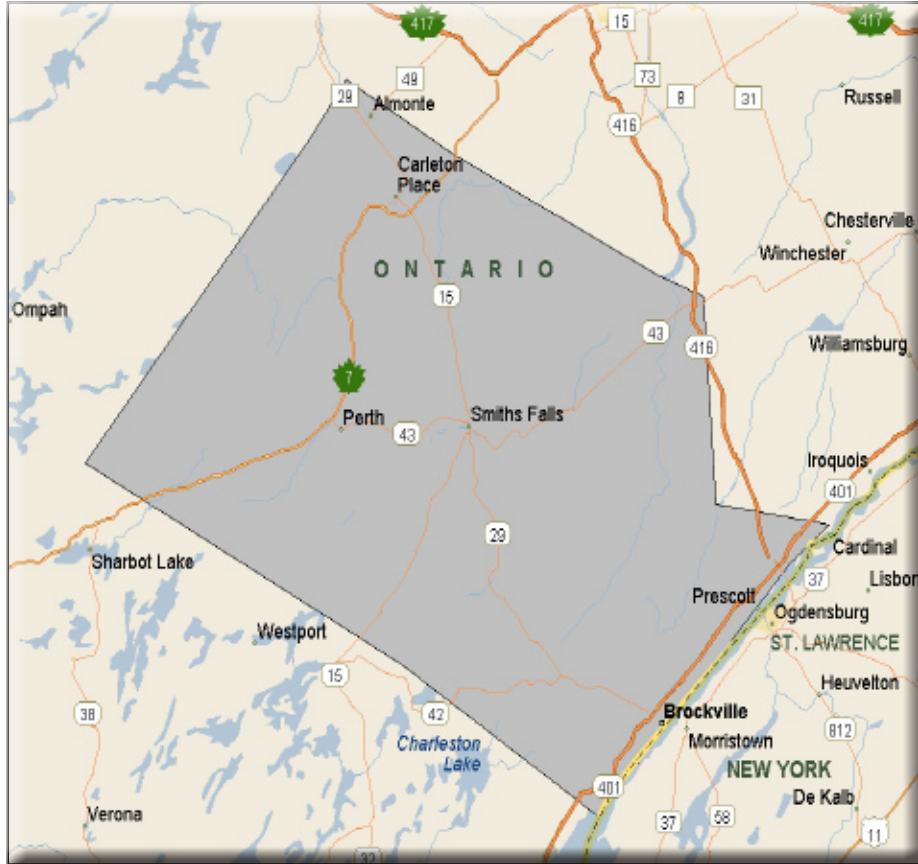 417
15
417
49
73
29
8
31
Russell
Almonte
416
Carleton
Place
Chesterville
Winchester
ONTARIO
15
Ompah
43
416
Williamsburg
7
Perth
Smiths Falls
43
Iroquois
401
29
Cardinal
Sharbot Lake
37
Lisbon
Prescott
Ogdensburg
Westport
ST. LAWRENCE
15
Heuvelton
38
42
Brockville
812
Charleston
Lake
Morristown
NEW YORK
401
De Kalb
Verona
37
58
11
32